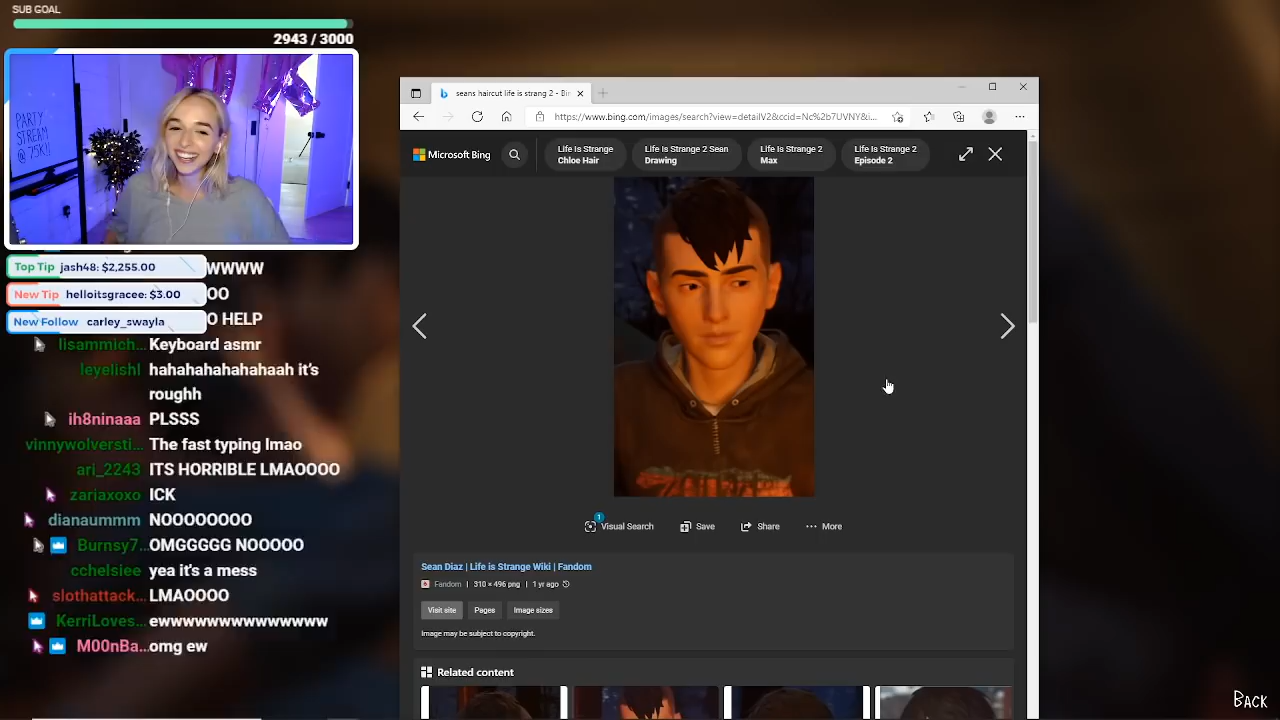 SUB GOAL
2943 / 3000
PARTY
STREAM
@ 75K!!
Top Tip jash48: $2,255.00 WWWW
New Tip helloitsgracee: $3.00 OO
New Follow carley_swayla O HELP
lisammich... Keyboard asmr
leyelishl hahahahahahaah it's
roughh
ih8ninaaa PLSSS
vinnywolversti... The fast typing lmao
ari_2243 ITS HORRIBLE LMAOOOO
zariaxoxo ICK
dianaummm NOOOOOOOO
Burnsy7... OMGGGGG NOOOOO
cchelsiee yea it's a mess
slothattack... LMAOOOO
KerriLoves... ewwwwwwwwwwwwww
M00nBa... omg ew
seans haircut life is strang 2 - Bin
https://www.bing.com/images/search?view=detailV2&ccid=Nc%2b7UVNY&i...
Microsoft Bing
Life Is Strange
Chloe Hair
Life Is Strange 2 Sean
Drawing
Life Is Strange 2
Max
Life Is Strange 2
Episode 2
1
Visual Search
Save
Share
More
Sean Diaz | Life is Strange Wiki | Fandom
Fandom | 310 × 496 png | 1 yr ago
Visit site
Pages
Image sizes
Image may be subject to copyright.
Related content
BACK